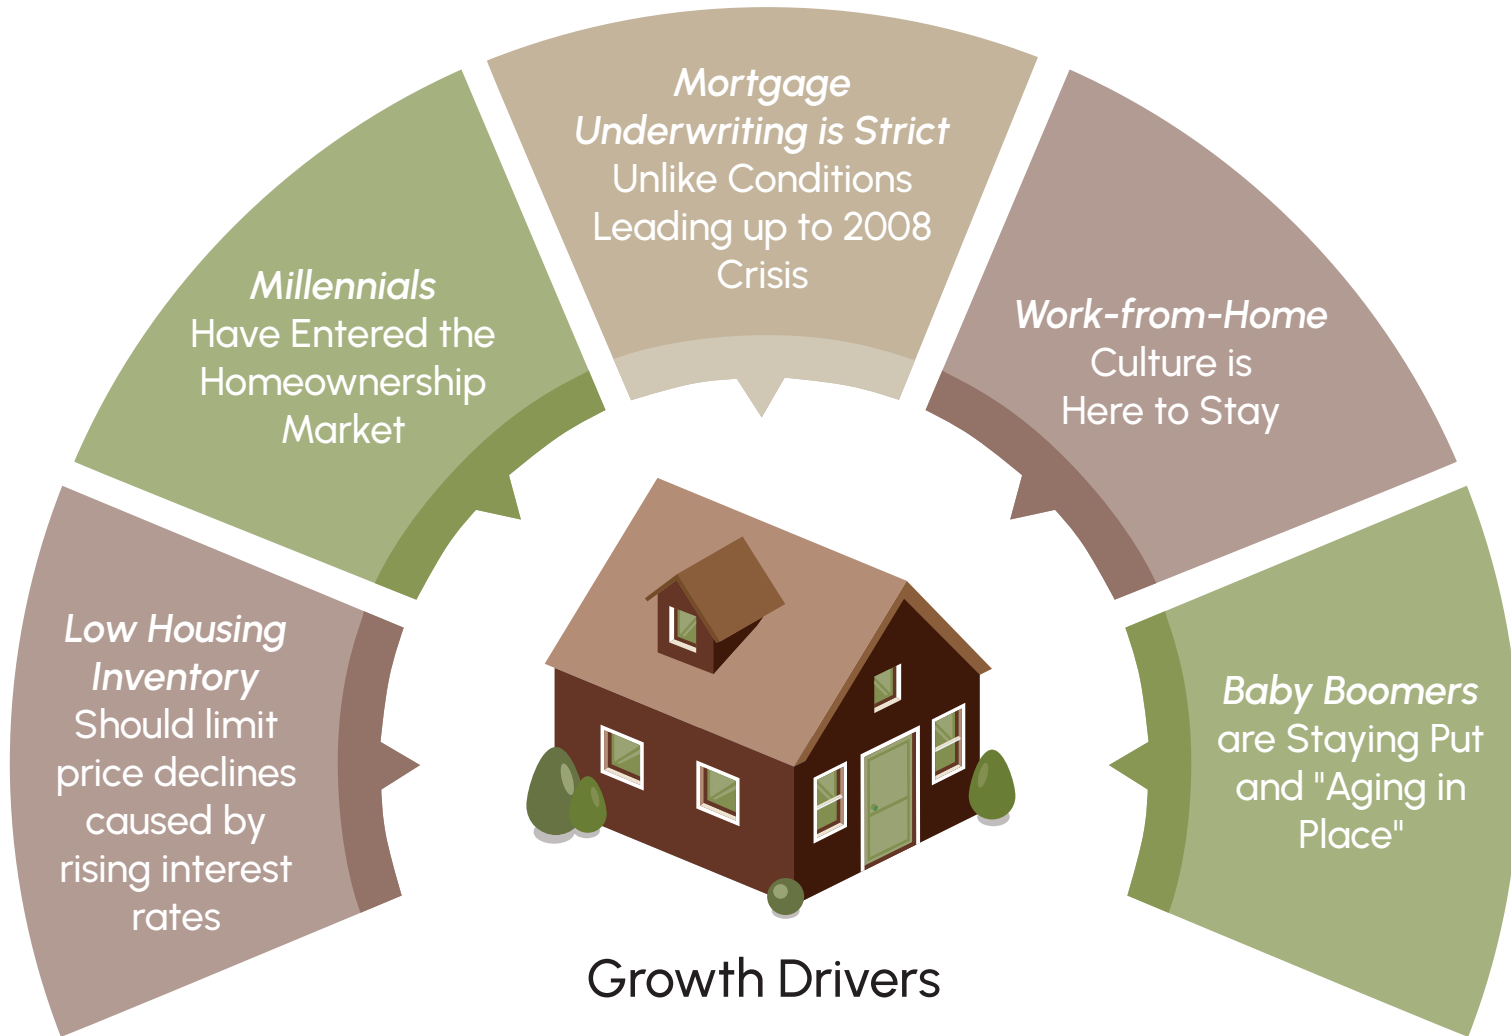 Low Housing
Inventory
Should limit
price declines
caused by
rising interest
rates
Millennials
Have Entered the
Homeownership
Market
Mortgage
Underwriting is Strict
Unlike Conditions
Leading up to 2008
Crisis
Work-from-Home
Culture is
Here to Stay
Baby Boomers
are Staying Put
and "Aging in
Place"
Growth Drivers